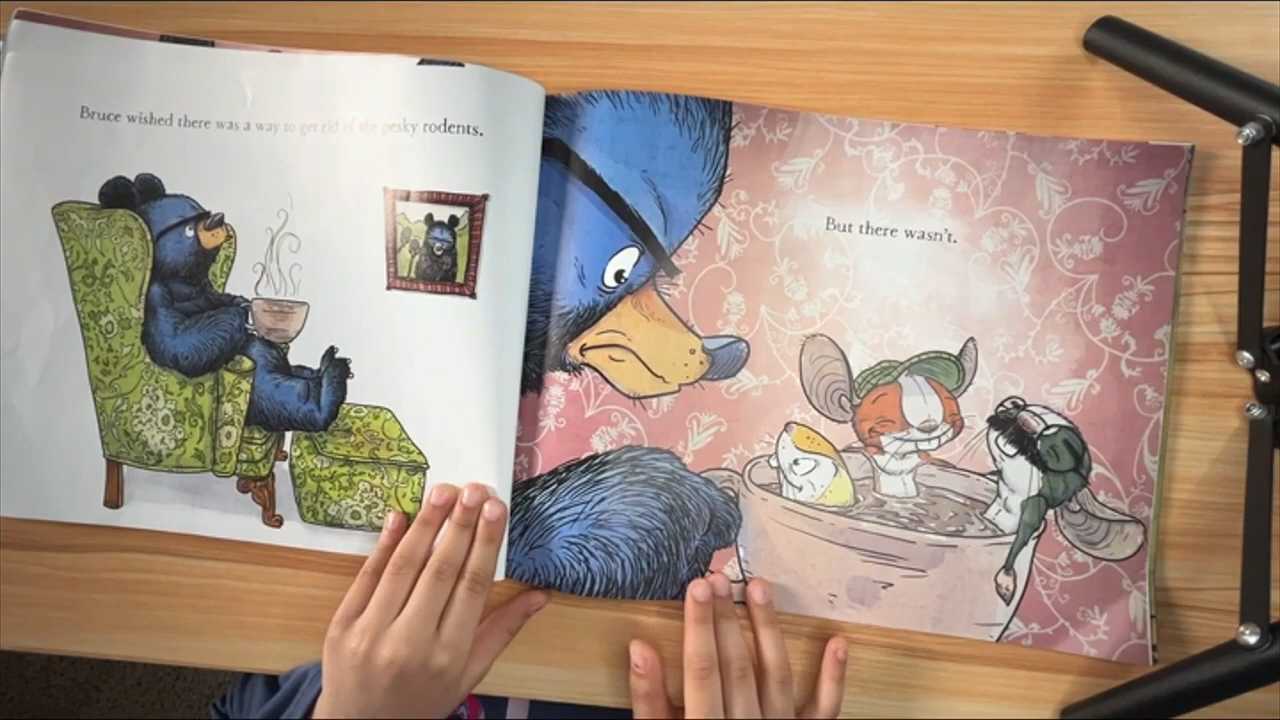 Bruce wished there was a way to get rid of the pesky rodents.
But there wasn't.